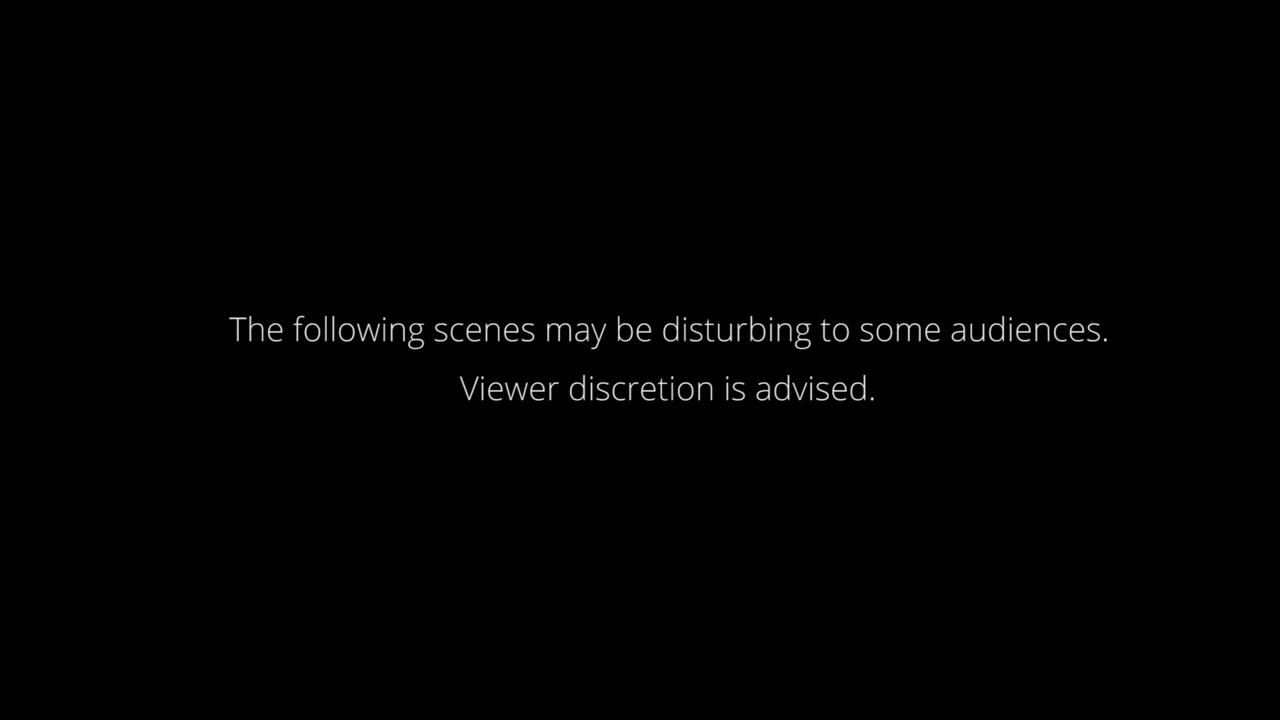 The following scenes may be disturbing to some audiences.
Viewer discretion is advised.